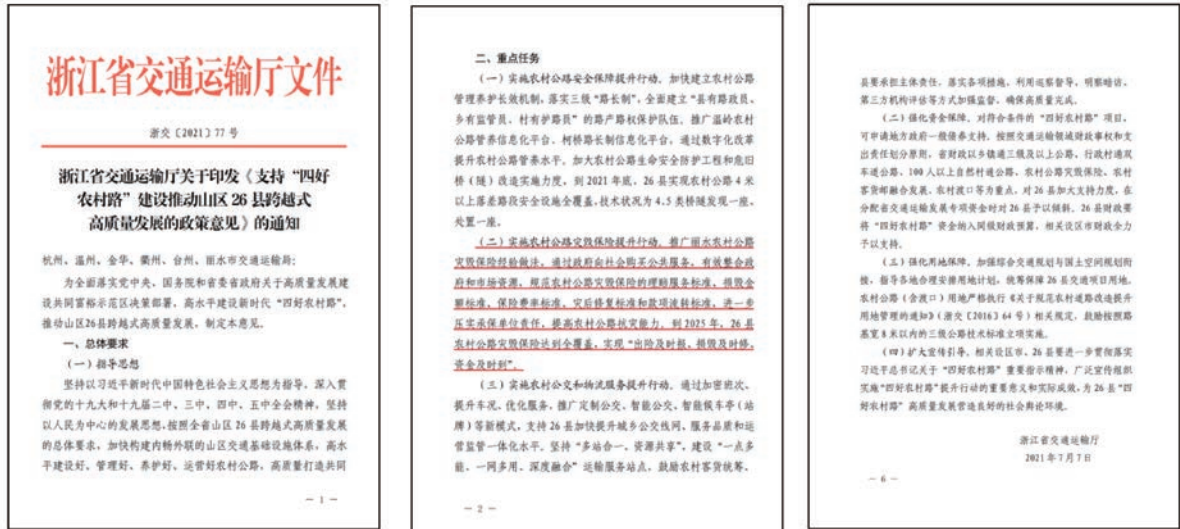 浙江省交通运输厅文件
浙交〔2021〕77 号
浙江省交通运输厅关于印发《支持“四好
农村路”建设推动山区 26 县跨越式
高质量发展的政策意见》的通知
杭州、温州、金华、衢州、台州、丽水市交通运输局：
为全面落实党中央、国务院和省委省政府关于高质量发展建
设共同富裕示范区决策部署，高水平建设新时代“四好农村路”，
推动山区26县跨越式高质量发展，制定本意见。
一、总体要求
（一）指导思想
坚持以习近平新时代中国特色社会主义思想为指导，深入贯
彻党的十九大和十九届二中、三中、四中、五中全会精神，坚持
以人民为中心的发展思想，按照全省山区 26 县跨越式高质量发展
的总体要求，加快构建内畅外联的山区交通基础设施体系，高水
平建设好、管理好、养护好、运营好农村公路，高质量打造共同
— 1 —
二、重点任务
（一）实施农村公路安全保障提升行动。加快建立农村公路
管理养护长效机制，落实三级“路长制”，全面建立“县有路政员、
乡有监管员、村有护路员”的路产路权保护队伍。推广温岭农村
公路管养信息化平台、柯桥路长制信息化平台，通过数字化改革
提升农村公路管养水平。加大农村公路生命安全防护工程和危旧
桥（隧）改造实施力度，到 2021 年底，26 县实现农村公路 4 米
以上落差路段安全设施全覆盖，技术状况为 4、5 类桥隧发现一座、
处置一座。
（二）实施农村公路灾毁保险提升行动。推广丽水农村公路
灾毁保险经验做法，通过政府向社会购买公共服务，有效整合政
府和市场资源，规范农村公路灾毁保险的理赔服务标准、损毁金
额标准、保险费率标准、灾后修复标准和款项流转标准，进一步
压实承保单位责任，提高农村公路抗灾能力。到 2025 年，26 县
农村公路灾毁保险达到全覆盖，实现“出险及时报、损毁及时修、
资金及时到”。
（三）实施农村公交和物流服务提升行动。通过加密班次、
提升车况、优化服务，推广定制公交、智能公交、智能候车亭（站
牌）等新模式，支持 26 县加快提升城乡公交线网、服务品质和运
营监管一体化水平。坚持“多站合一、资源共享”，建设“一点多
能、一网多用、深度融合”运输服务站点，鼓励农村客货统筹、
— 2 —
县要承担主体责任，落实各项措施，利用巡察督导、明察暗访、
第三方机构评估等方式加强监督，确保高质量完成。
（二）强化资金保障。对符合条件的“四好农村路”项目，
可申请地方政府一般债券支持。按照交通运输领域财政事权和支
出责任划分原则，省财政以乡镇通三级及以上公路、行政村通双
车道公路、100 人以上自然村通公路、农村公路灾毁保险、农村
客货邮融合发展、农村渡口等为重点，对 26 县加大支持力度，在
分配省交通运输发展专项资金时对 26 县予以倾斜。26 县财政要
将“四好农村路”资金纳入同级财政预算，相关设区市财政全力
予以支持。
（三）强化用地保障。加强综合交通规划与国土空间规划衔
接，指导各地合理安排用地计划，统筹保障 26 县交通项目用地。
农村公路（含渡口）用地严格执行《关于规范农村道路改造提升
用地管理的通知》（浙交〔2016〕64 号）相关规定，鼓励按照路
基宽 8 米以内的三级公路技术标准立项实施。
（四）扩大宣传引导。相关设区市、26 县要进一步贯彻落实
习近平总书记关于“四好农村路”重要指示精神，广泛宣传组织
实施“四好农村路”提升行动的重要意义和实际成效，为 26 县“四
好农村路”高质量发展营造良好的社会舆论环境。
浙江省交通运输厅
2021 年 7 月 7 日
— 6 —